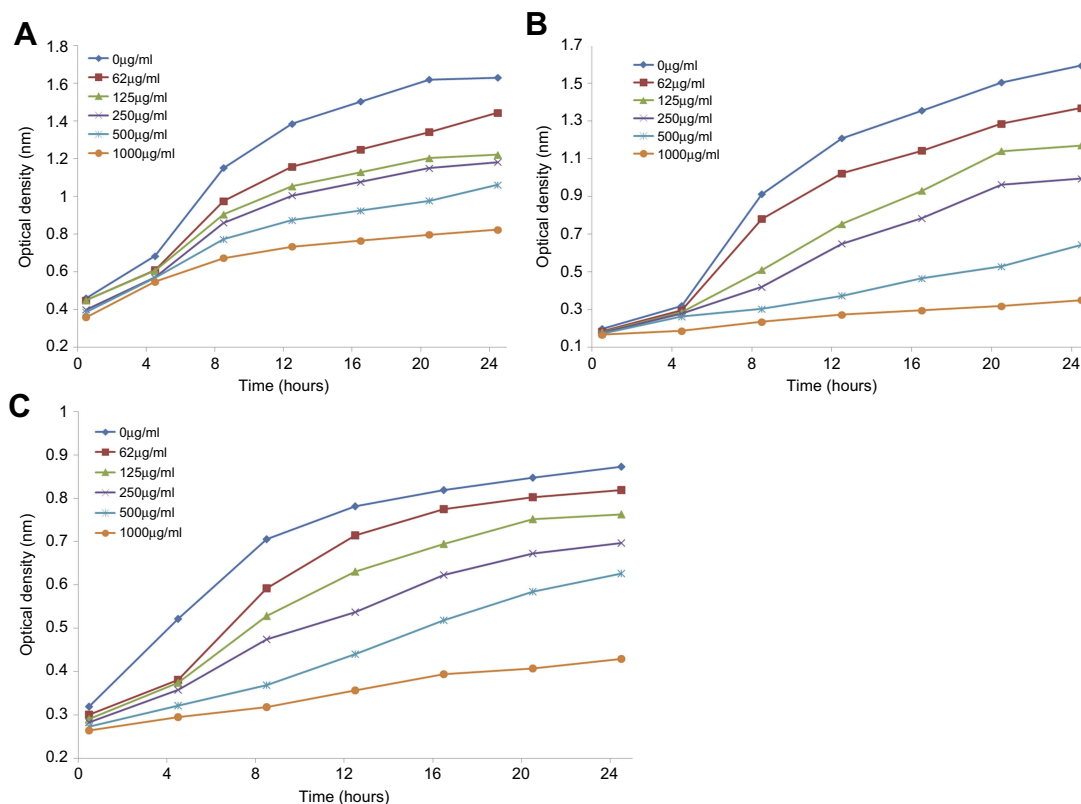 A
1.8
1.6
1.4
1.2
1
0.8
0.6
0.4
0.2
0μg/ml
62μg/ml
125μg/ml
250μg/ml
500μg/ml
1000μg/ml
Optical density (nm)
0 4 8 12 16 20 24
Time (hours)
B
1.7
1.5
1.3
1.1
0.9
0.7
0.5
0.3
0.1
0μg/ml
62μg/ml
125μg/ml
250μg/ml
500μg/ml
1000μg/ml
Optical density (nm)
0 4 8 12 16 20 24
Time (hours)
C
1
0.9
0.8
0.7
0.6
0.5
0.4
0.3
0.2
0μg/ml
62μg/ml
125μg/ml
250μg/ml
500μg/ml
1000μg/ml
Optical density (nm)
0 4 8 12 16 20 24
Time (hours)